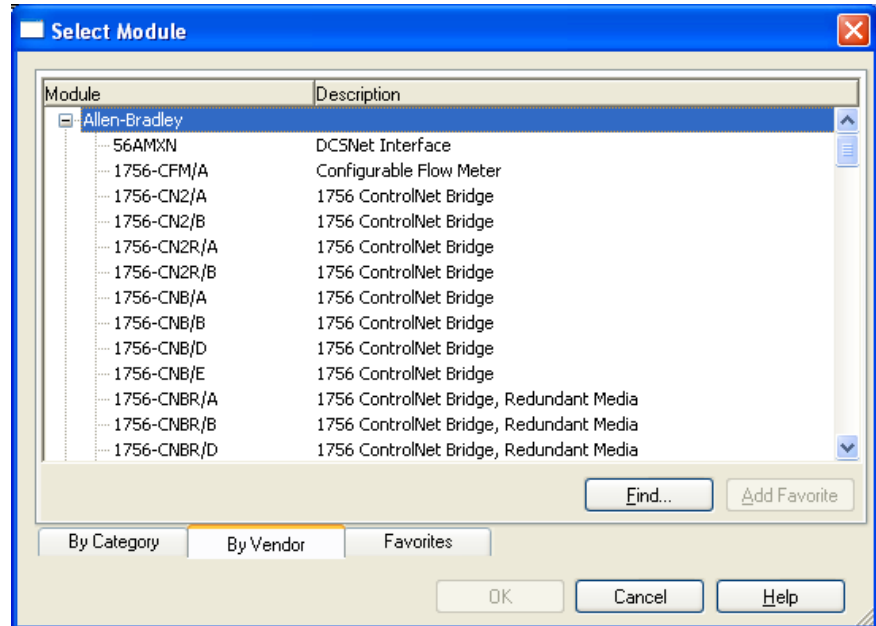 Select Module
Module Description
Allen-Bradley
56AMXN DCSNet Interface
1756-CFM/A Configurable Flow Meter
1756-CN2/A 1756 ControlNet Bridge
1756-CN2/B 1756 ControlNet Bridge
1756-CN2R/A 1756 ControlNet Bridge
1756-CN2R/B 1756 ControlNet Bridge
1756-CNB/A 1756 ControlNet Bridge
1756-CNB/B 1756 ControlNet Bridge
1756-CNB/D 1756 ControlNet Bridge
1756-CNB/E 1756 ControlNet Bridge
1756-CNBR/A 1756 ControlNet Bridge, Redundant Media
1756-CNBR/B 1756 ControlNet Bridge, Redundant Media
1756-CNBR/D 1756 ControlNet Bridge, Redundant Media
Find... Add Favorite
By Category By Vendor Favorites
OK Cancel Help